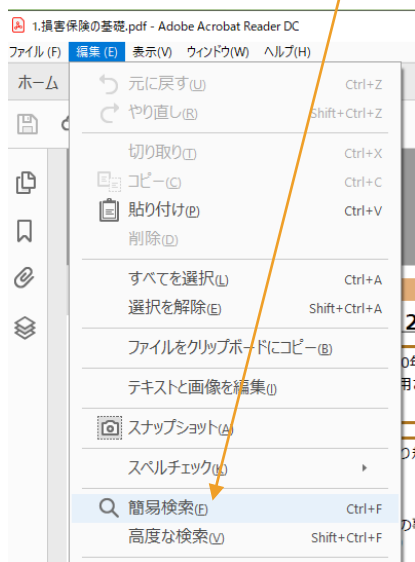 1.損害保険の基礎.pdf - Adobe Acrobat Reader DC
ファイル(F) 編集(E) 表示(V) ウィンドウ(W) ヘルプ(H)
ホーム
元に戻す(U) Ctrl+Z
やり直し(R) Shift+Ctrl+Z
切り取り(T) Ctrl+X
コピー(C) Ctrl+C
貼り付け(P) Ctrl+V
削除(D)
すべてを選択(L) Ctrl+A
選択を解除(E) Shift+Ctrl+A
ファイルをクリップボードにコピー(B)
テキストと画像を編集(I)
スナップショット(A)
スペルチェック(K)
簡易検索(F) Ctrl+F
高度な検索(V) Shift+Ctrl+F
2